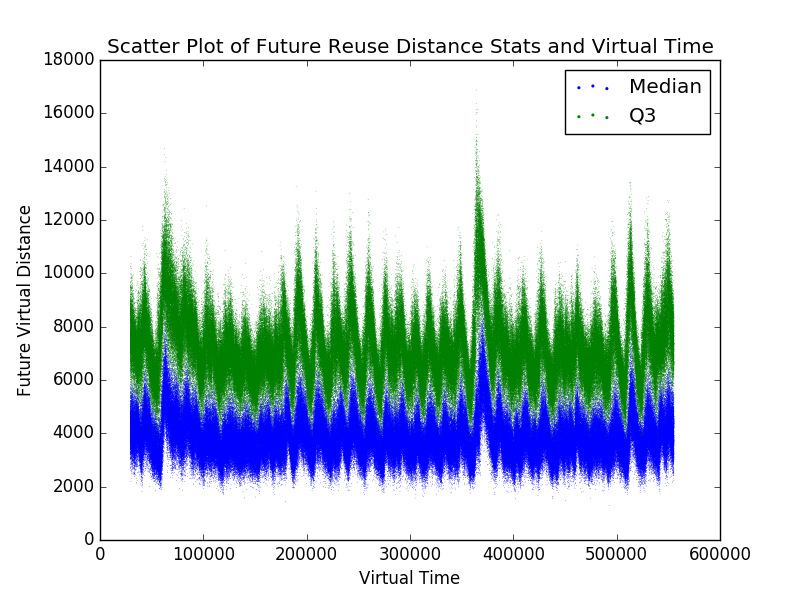 Scatter Plot of Future Reuse Distance Stats and Virtual Time
18000
16000
14000
12000
10000
8000
6000
4000
2000
0
Future Virtual Distance
Median
Q3
0 100000 200000 300000 400000 500000 600000
Virtual Time